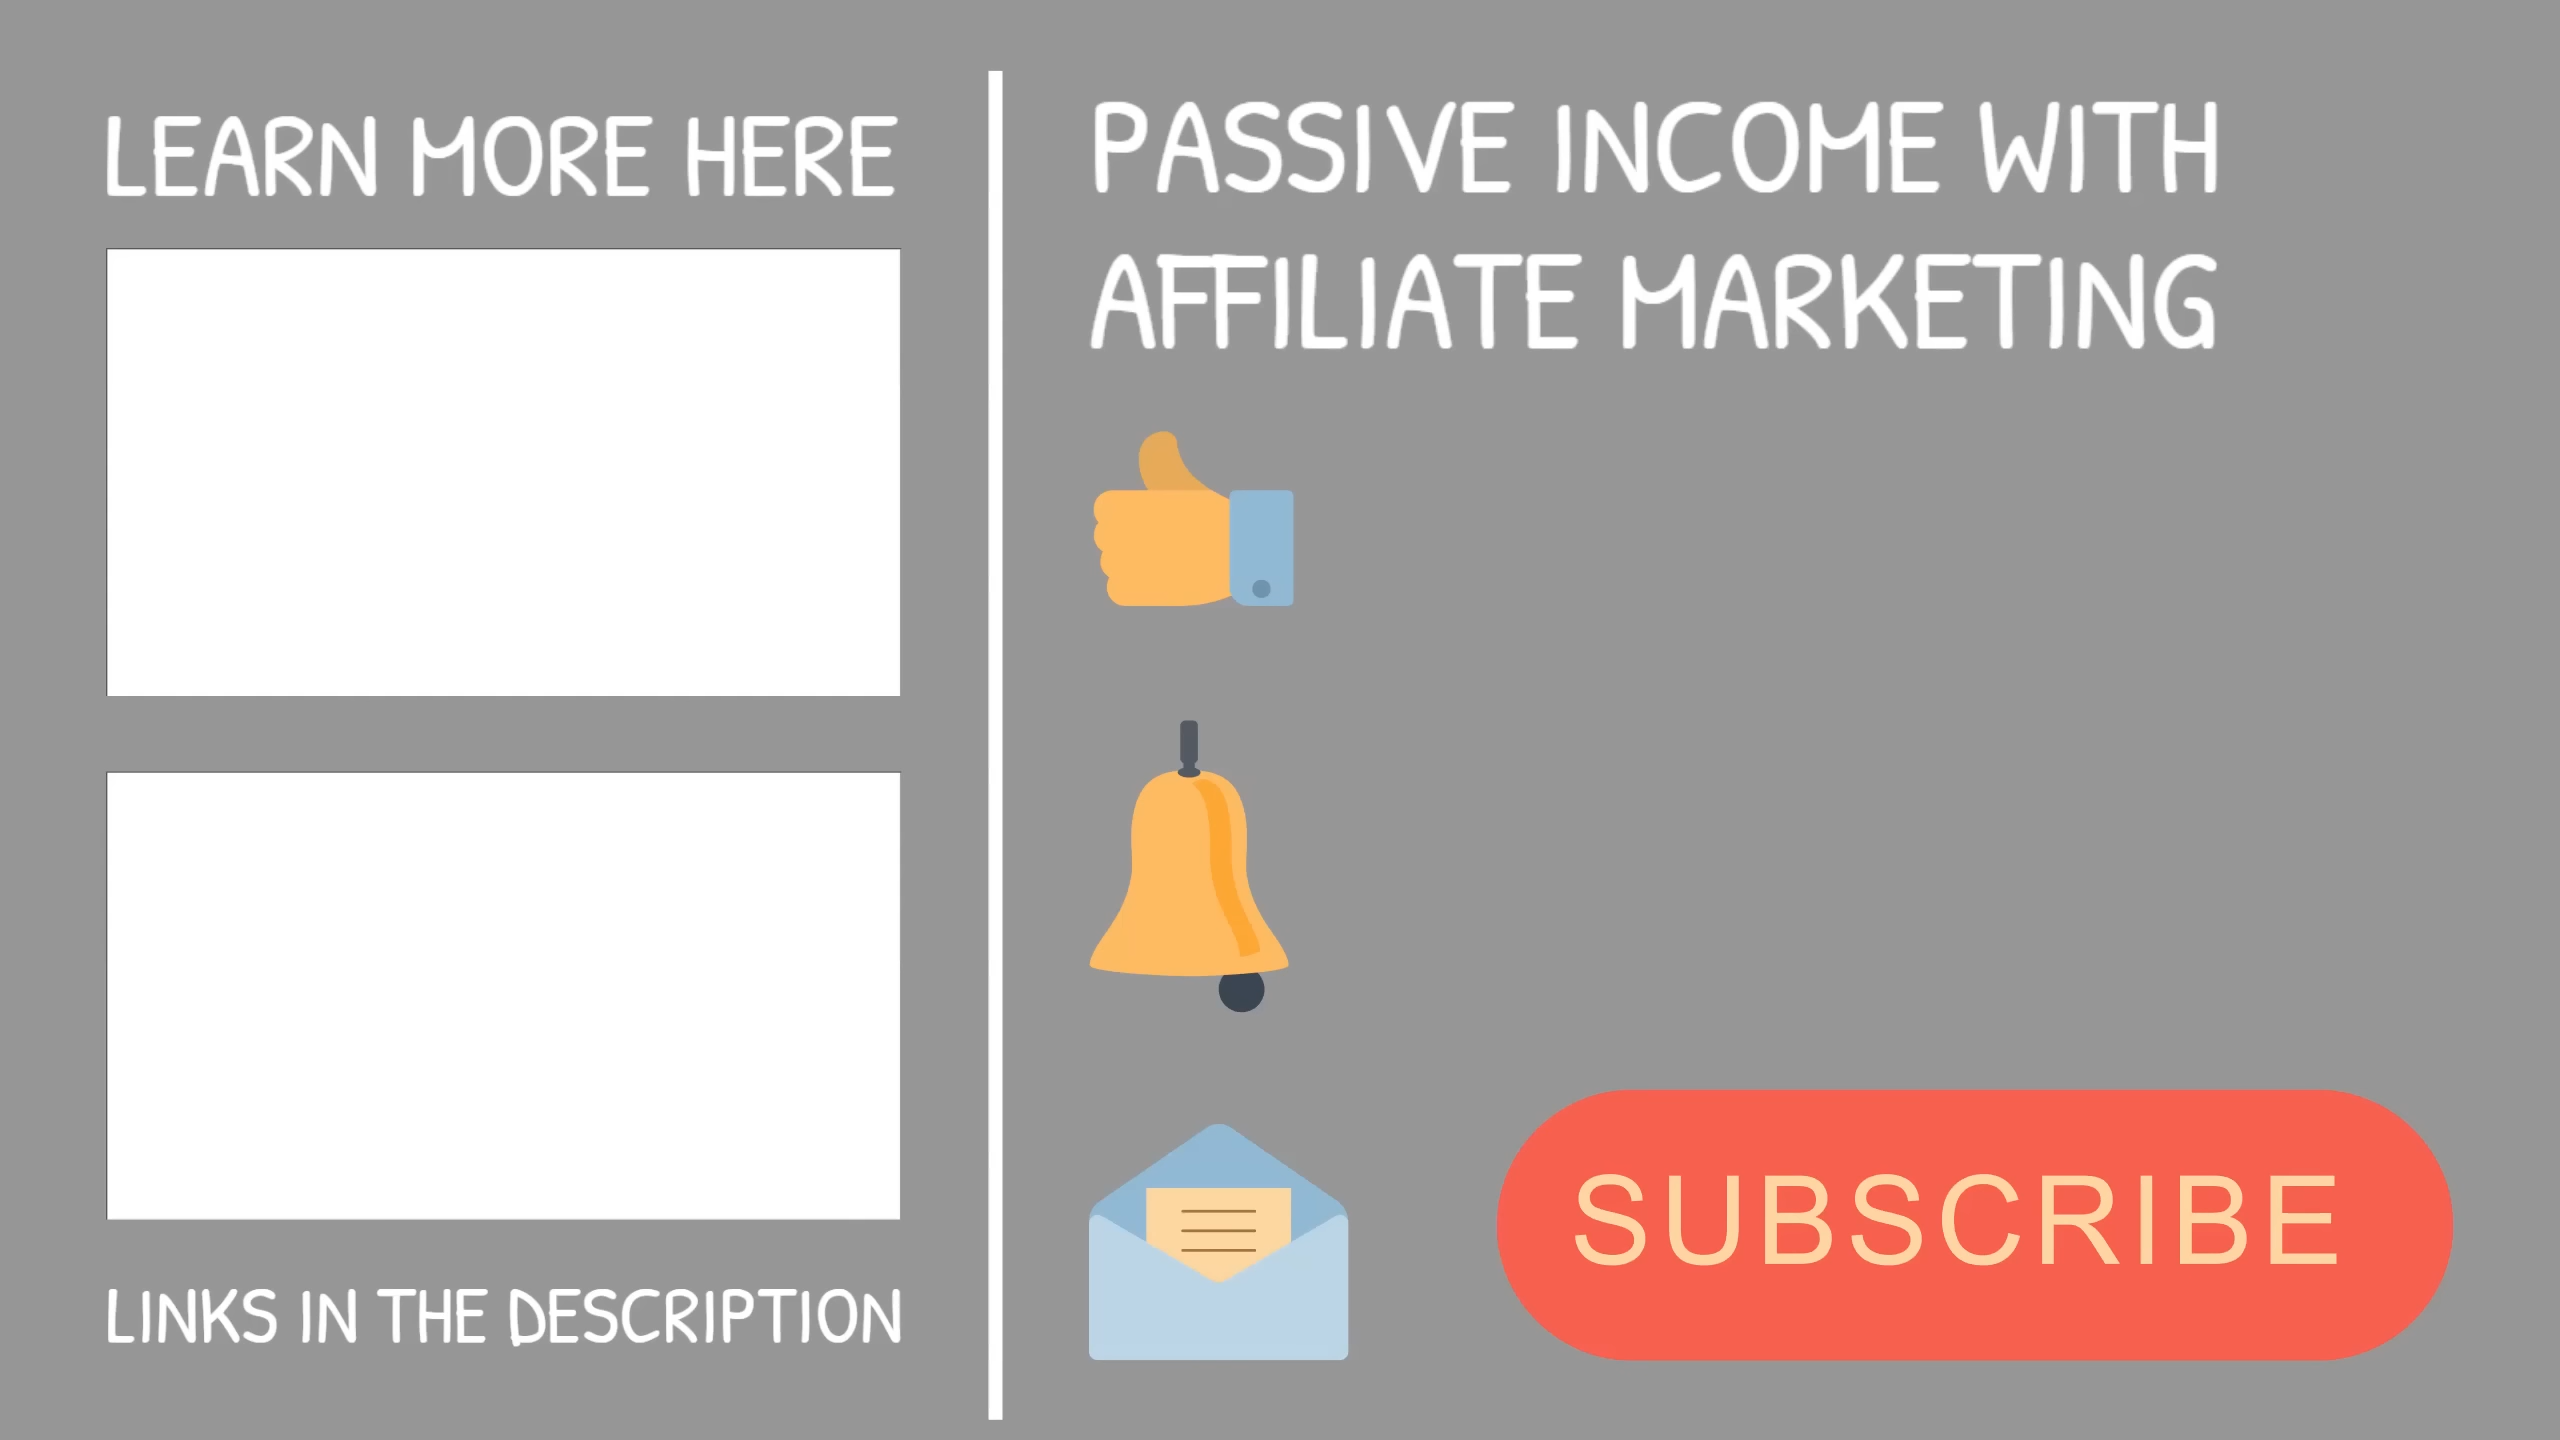 LEARN MORE HERE
LINKS IN THE DESCRIPTION
PASSIVE INCOME WITH
AFFILIATE MARKETING
SUBSCRIBE